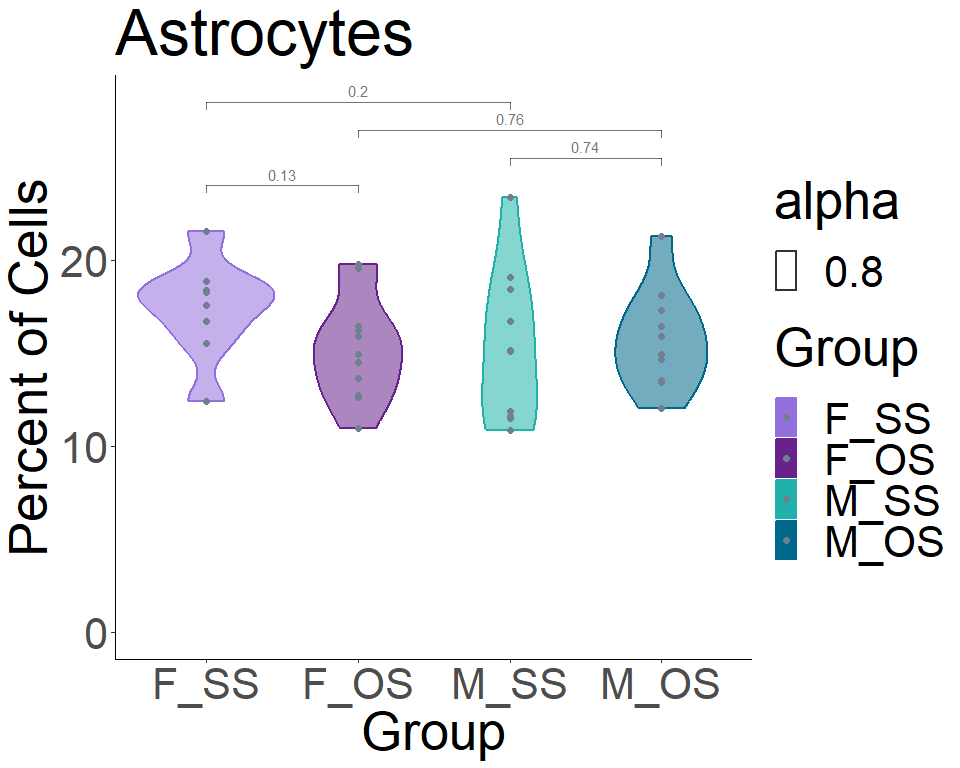 Astrocytes
0.2
0.76
0.74
0.13
Percent of Cells
20
10
0
F_SS
F_OS
M_SS
M_OS
Group
alpha
0.8
Group
F_SS
F_OS
M_SS
M_OS